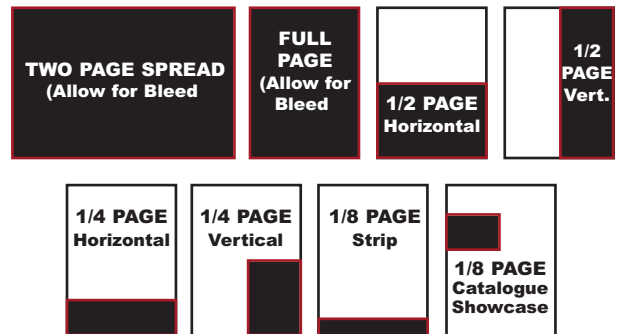 TWO PAGE SPREAD
(Allow for Bleed
FULL
PAGE
(Allow for
Bleed
1/2 PAGE
Horizontal
1/2
PAGE
Vert.
1/4 PAGE
Horizontal
1/4 PAGE
Vertical
1/8 PAGE
Strip
1/8 PAGE
Catalogue
Showcase